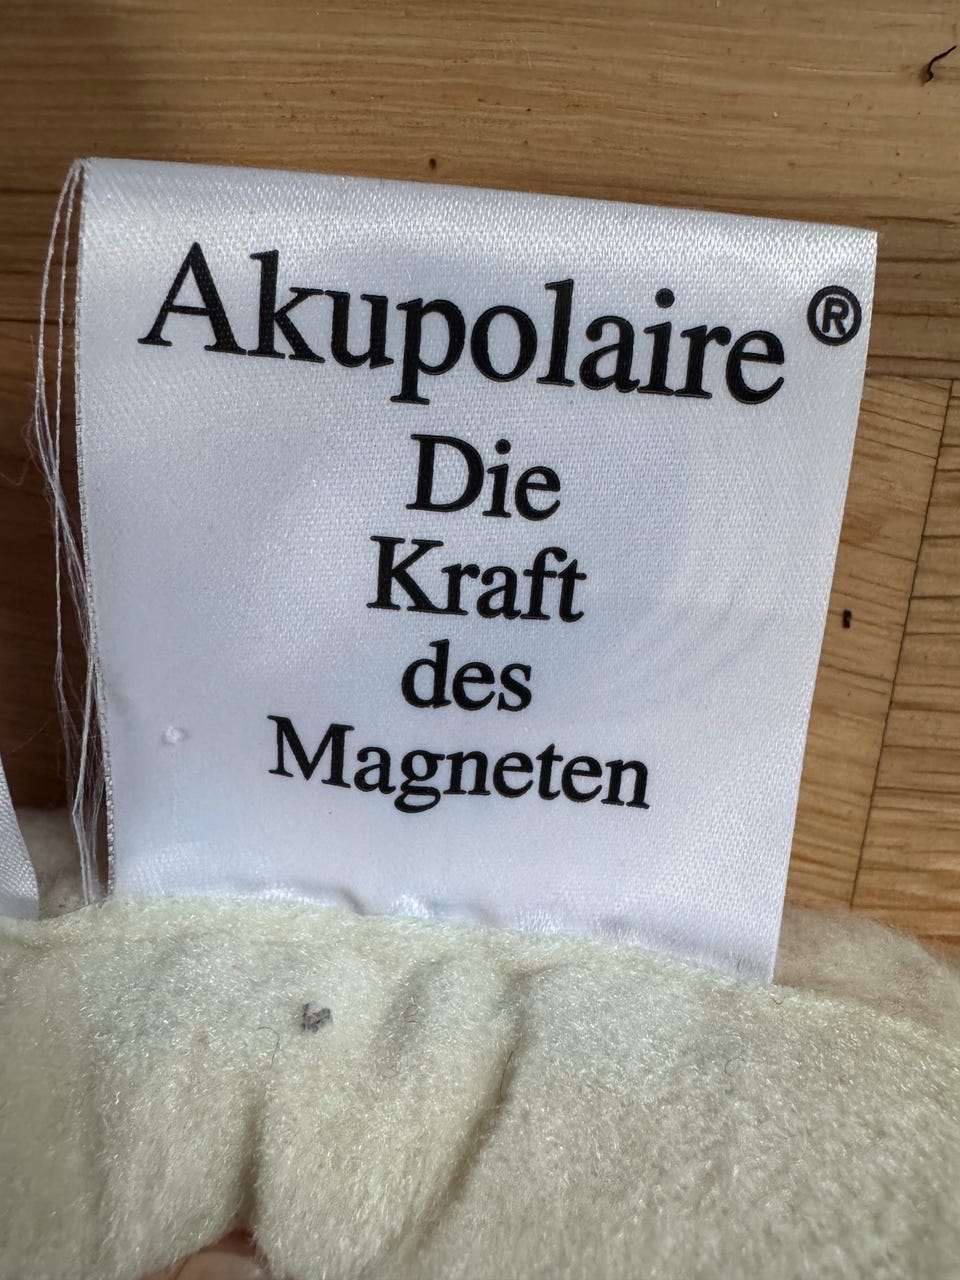 Akupolaire ®
Die
Kraft
des
Magneten